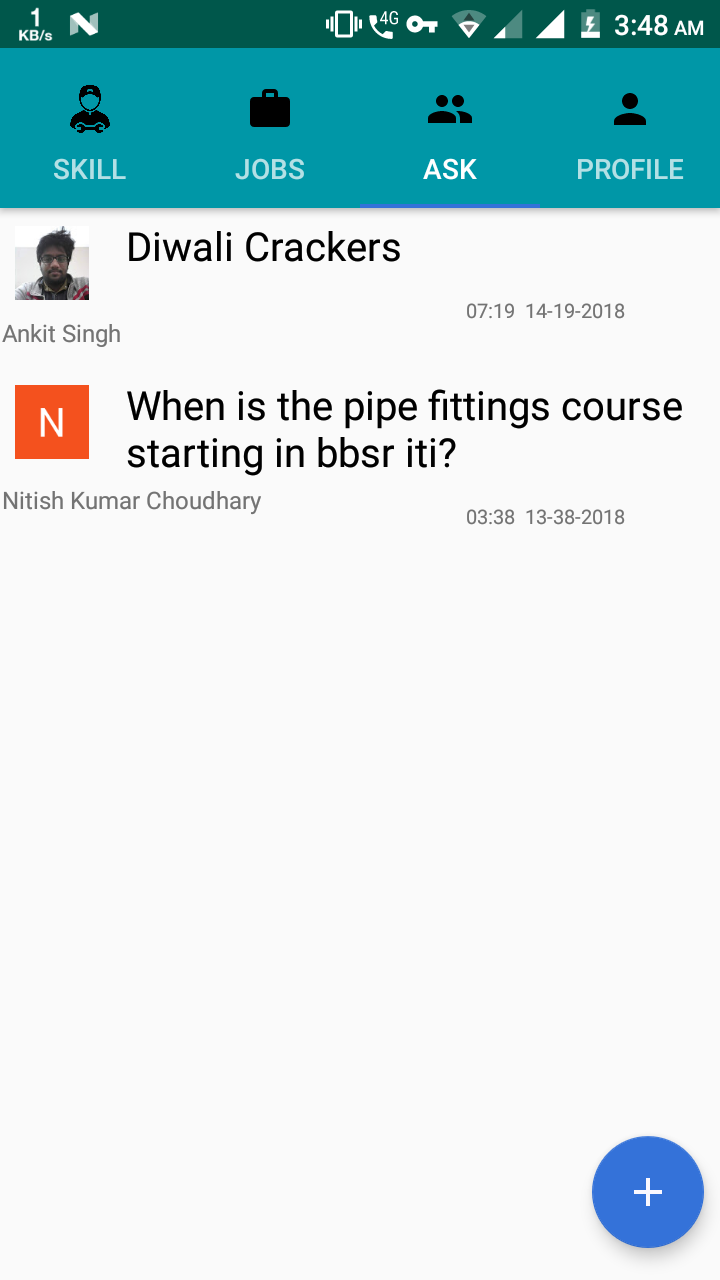 1
KB/s
4G
3:48 AM
SKILL JOBS ASK PROFILE
Diwali Crackers
07:19 14-19-2018
Ankit Singh
N
When is the pipe fittings course
starting in bbsr iti?
Nitish Kumar Choudhary
03:38 13-38-2018